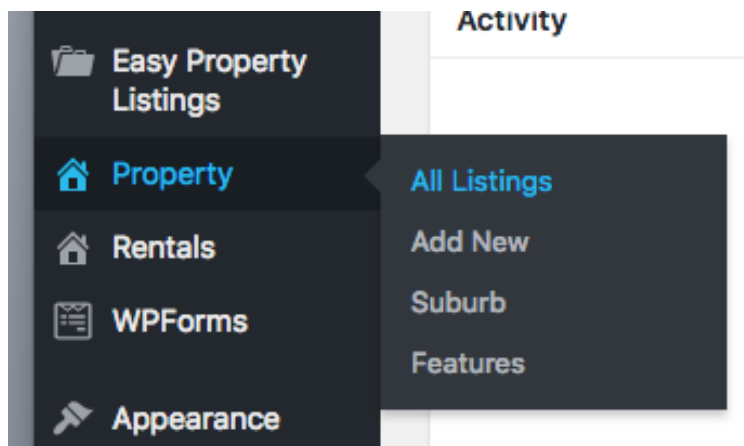 Activity
Easy Property
Listings
Property
All Listings
Add New
Suburb
Features
Rentals
WPForms
Appearance